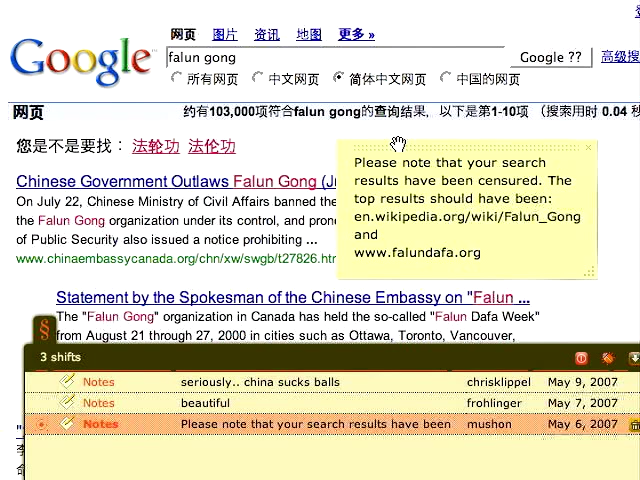 登
网页 图片 资讯 地图 更多 »
Google
falun gong
Google ??
高级搜
所有网页 中文网页 简体中文网页 中国的网页
网页
约有103,000项符合falun gong的查询结果，以下是第1-10项 （搜索用时 0.04 秒
您是不是要找： 法轮功 法伦功
Please note that your search
results have been censured. The
top results should have been:
en.wikipedia.org/wiki/Falun_Gong
and
www.falundafa.org
Chinese Government Outlaws Falun Gong (Ju
On July 22, Chinese Ministry of Civil Affairs banned the
the Falun Gong organization under its control, and pron
of Public Security also issued a notice prohibiting ...
www.chinaembassycanada.org/chn/xw/swgb/t27826.htm
Statement by the Spokesman of the Chinese Embassy on "Falun ...
The "Falun Gong" organization in Canada has held the so-called "Falun Dafa Week"
from August 21 through 27, 2000 in cities such as Ottawa, Toronto, Vancouver,
§
3 shifts
Notes seriously.. china sucks balls chrisklippel May 9, 2007
Notes beautiful frohlinger May 7, 2007
Notes Please note that your search results have been mushon May 6, 2007